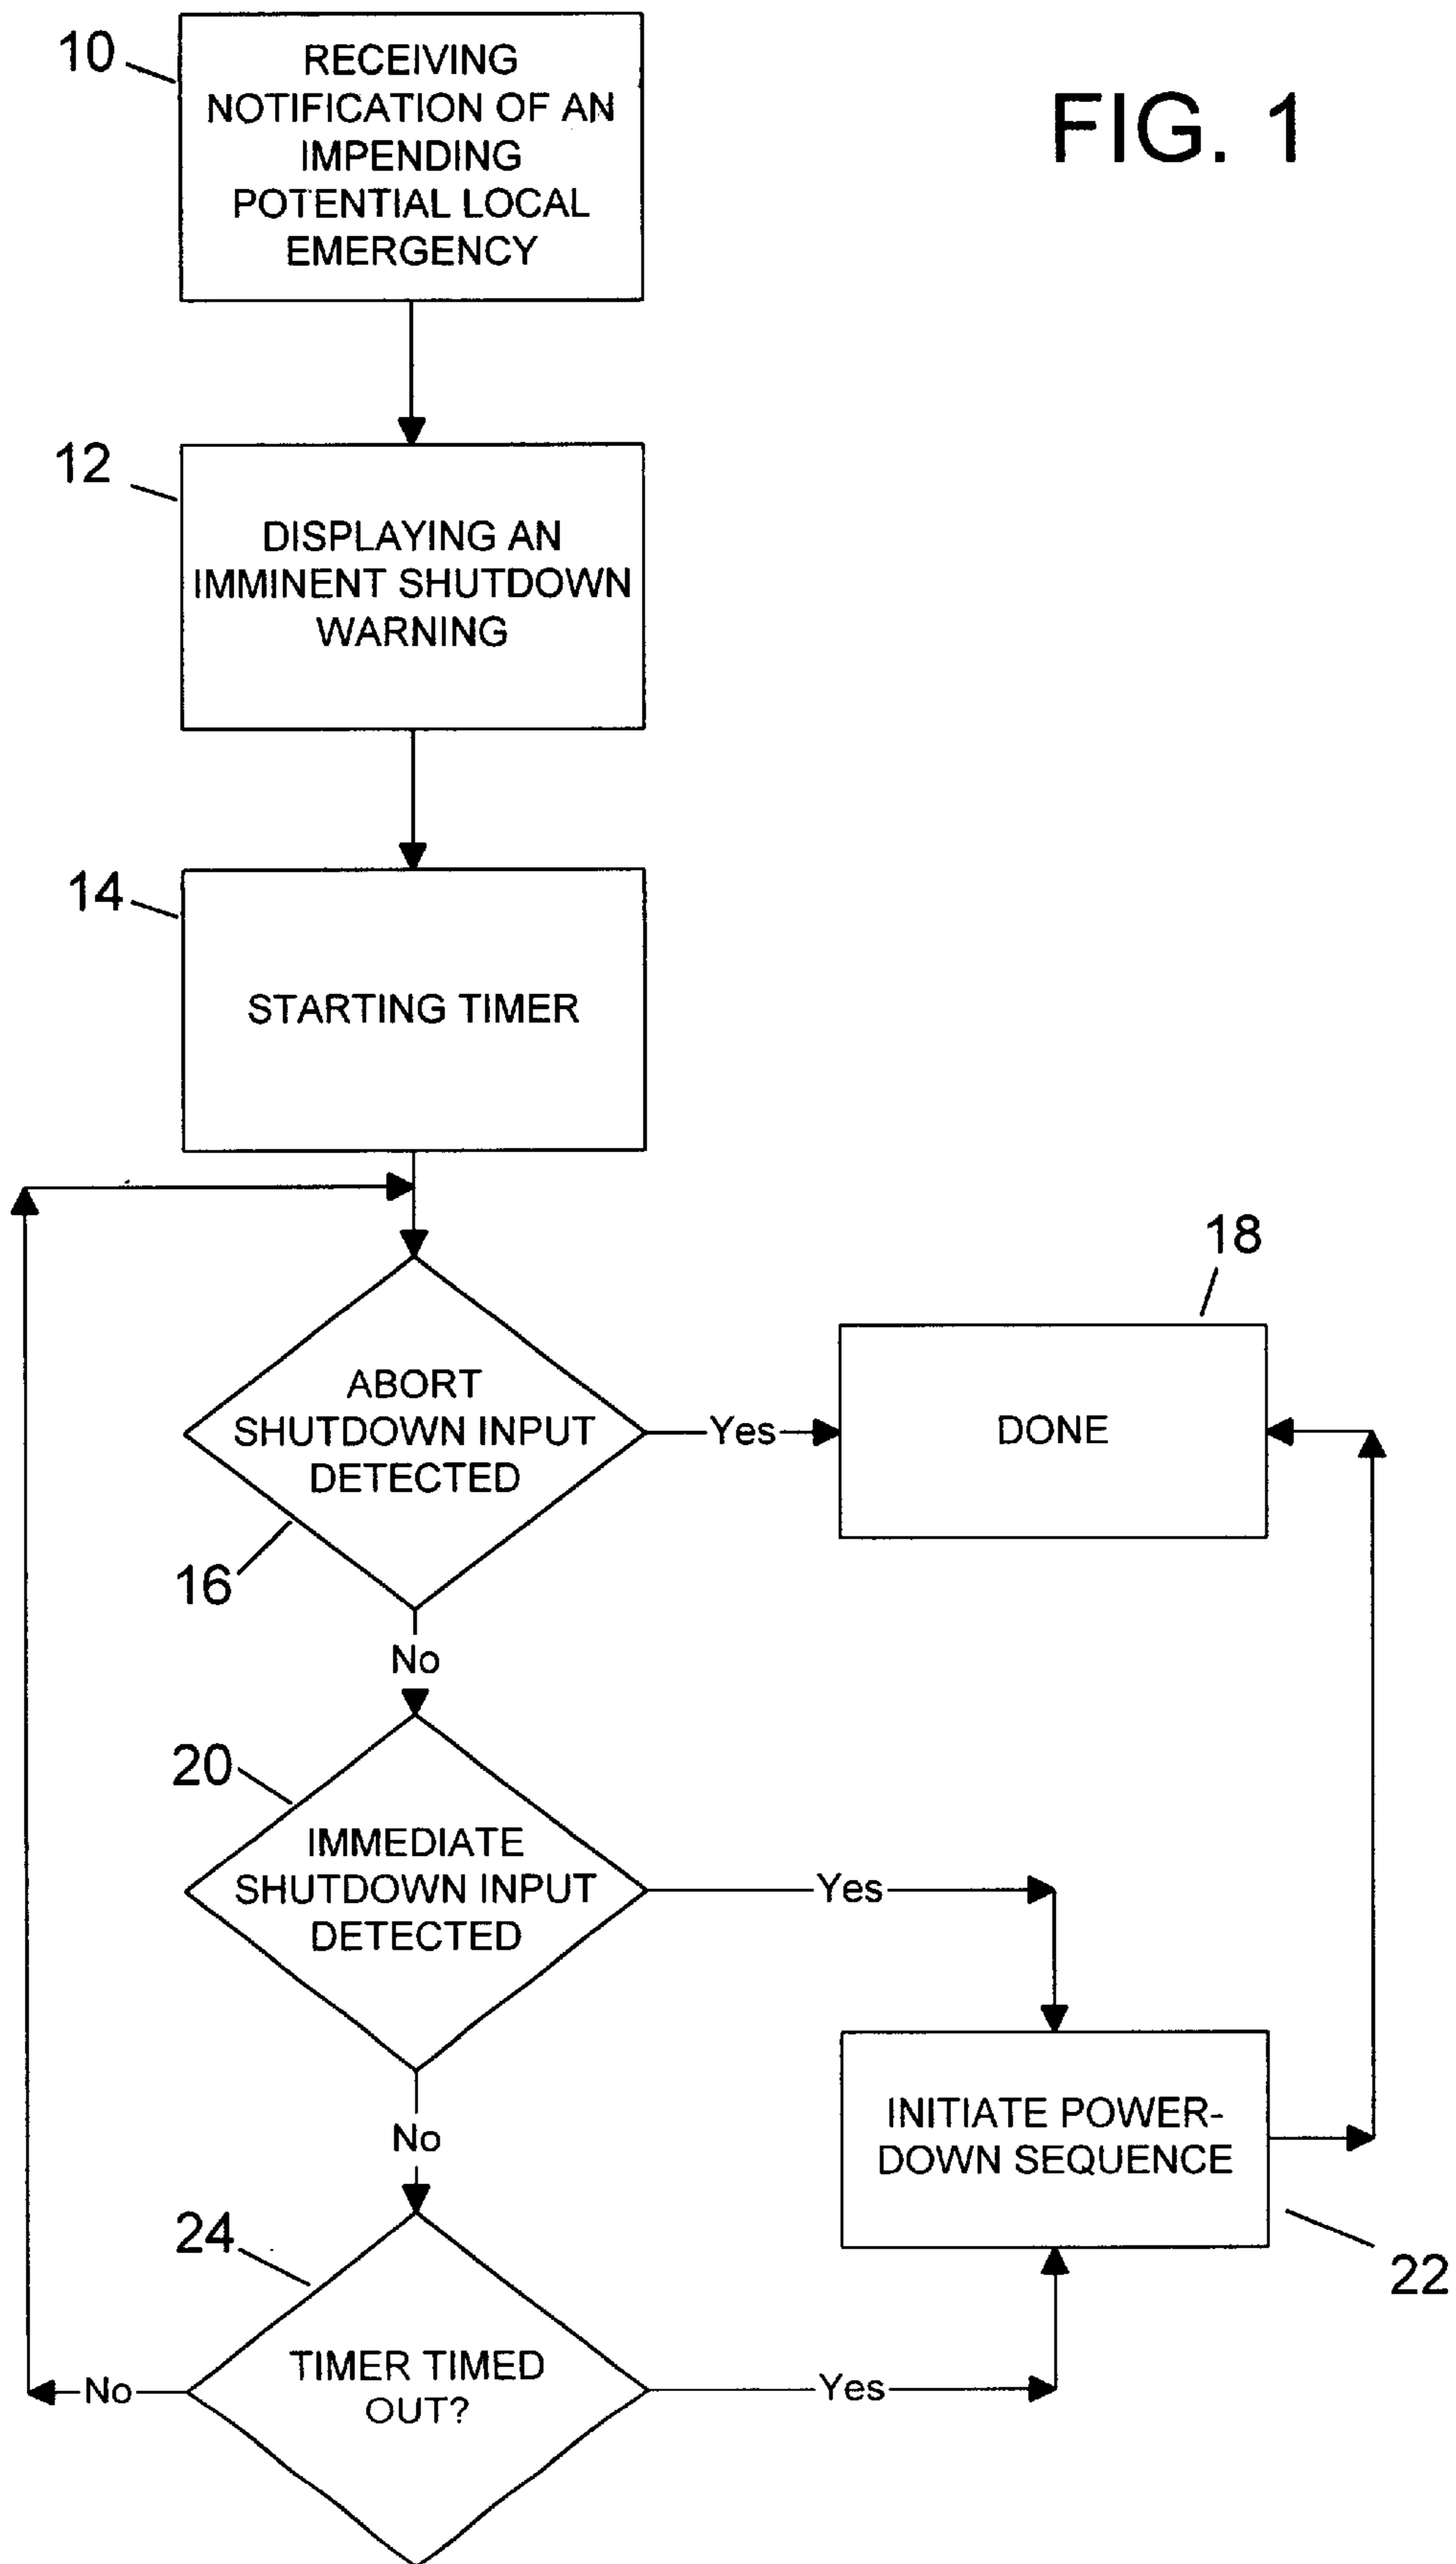 FIG. 1
10
RECEIVING
NOTIFICATION OF AN
IMPENDING
POTENTIAL LOCAL
EMERGENCY
12
DISPLAYING AN
IMMINENT SHUTDOWN
WARNING
14
STARTING TIMER
18
ABORT
SHUTDOWN INPUT
DETECTED
Yes
DONE
16
No
20
IMMEDIATE
SHUTDOWN INPUT
DETECTED
Yes
No
INITIATE POWER-
DOWN SEQUENCE
22
24
TIMER TIMED
OUT?
No
Yes